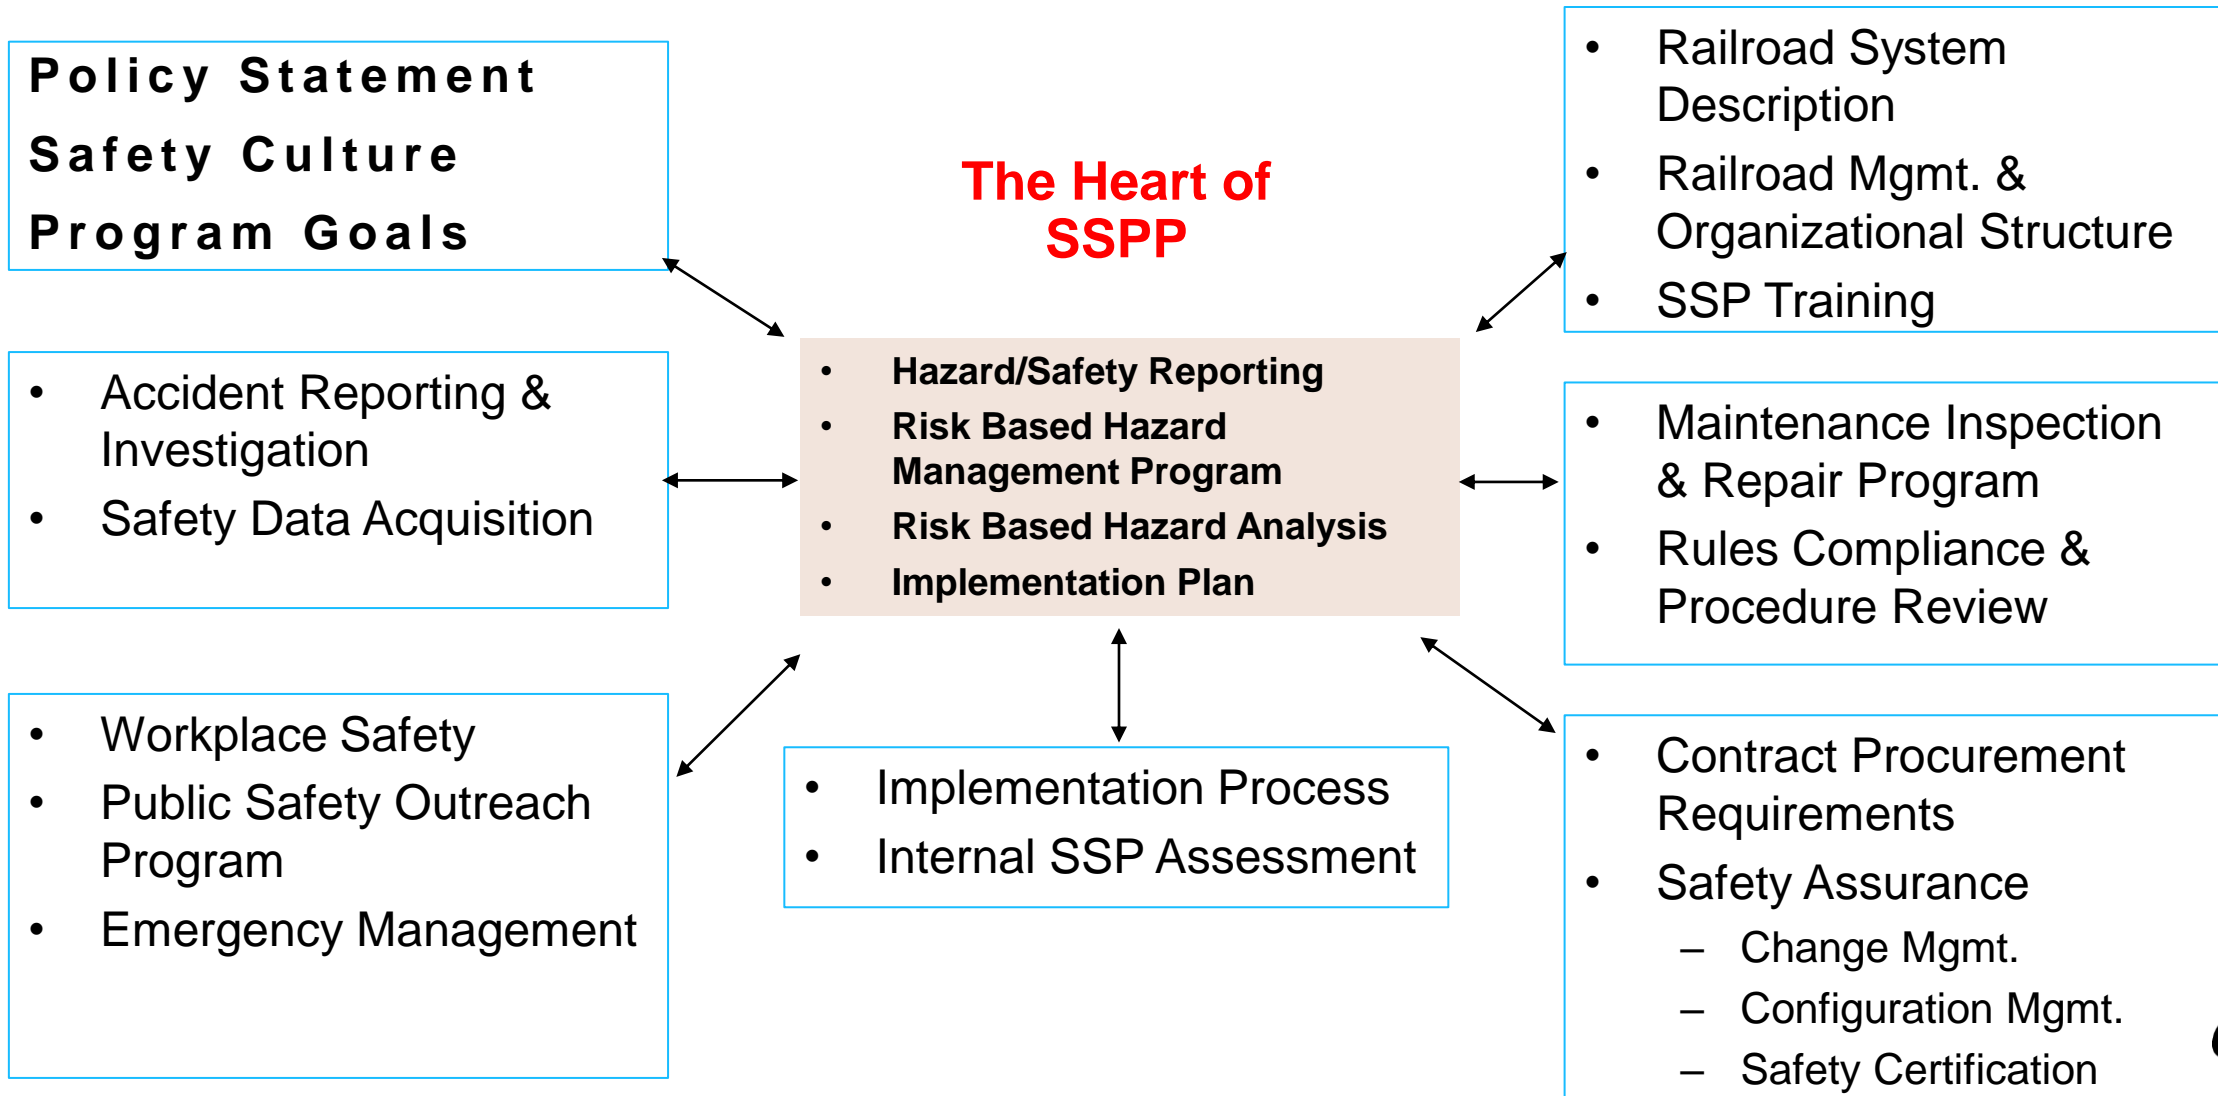 Policy Statement
Safety Culture
Program Goals
• Accident Reporting &
Investigation
• Safety Data Acquisition
• Workplace Safety
• Public Safety Outreach
Program
• Emergency Management
The Heart of
SSPP
• Hazard/Safety Reporting
• Risk Based Hazard
Management Program
• Risk Based Hazard Analysis
• Implementation Plan
• Implementation Process
• Internal SSP Assessment
• Railroad System
Description
• Railroad Mgmt. &
Organizational Structure
• SSP Training
• Maintenance Inspection
& Repair Program
• Rules Compliance &
Procedure Review
• Contract Procurement
Requirements
• Safety Assurance
– Change Mgmt.
– Configuration Mgmt.
– Safety Certification